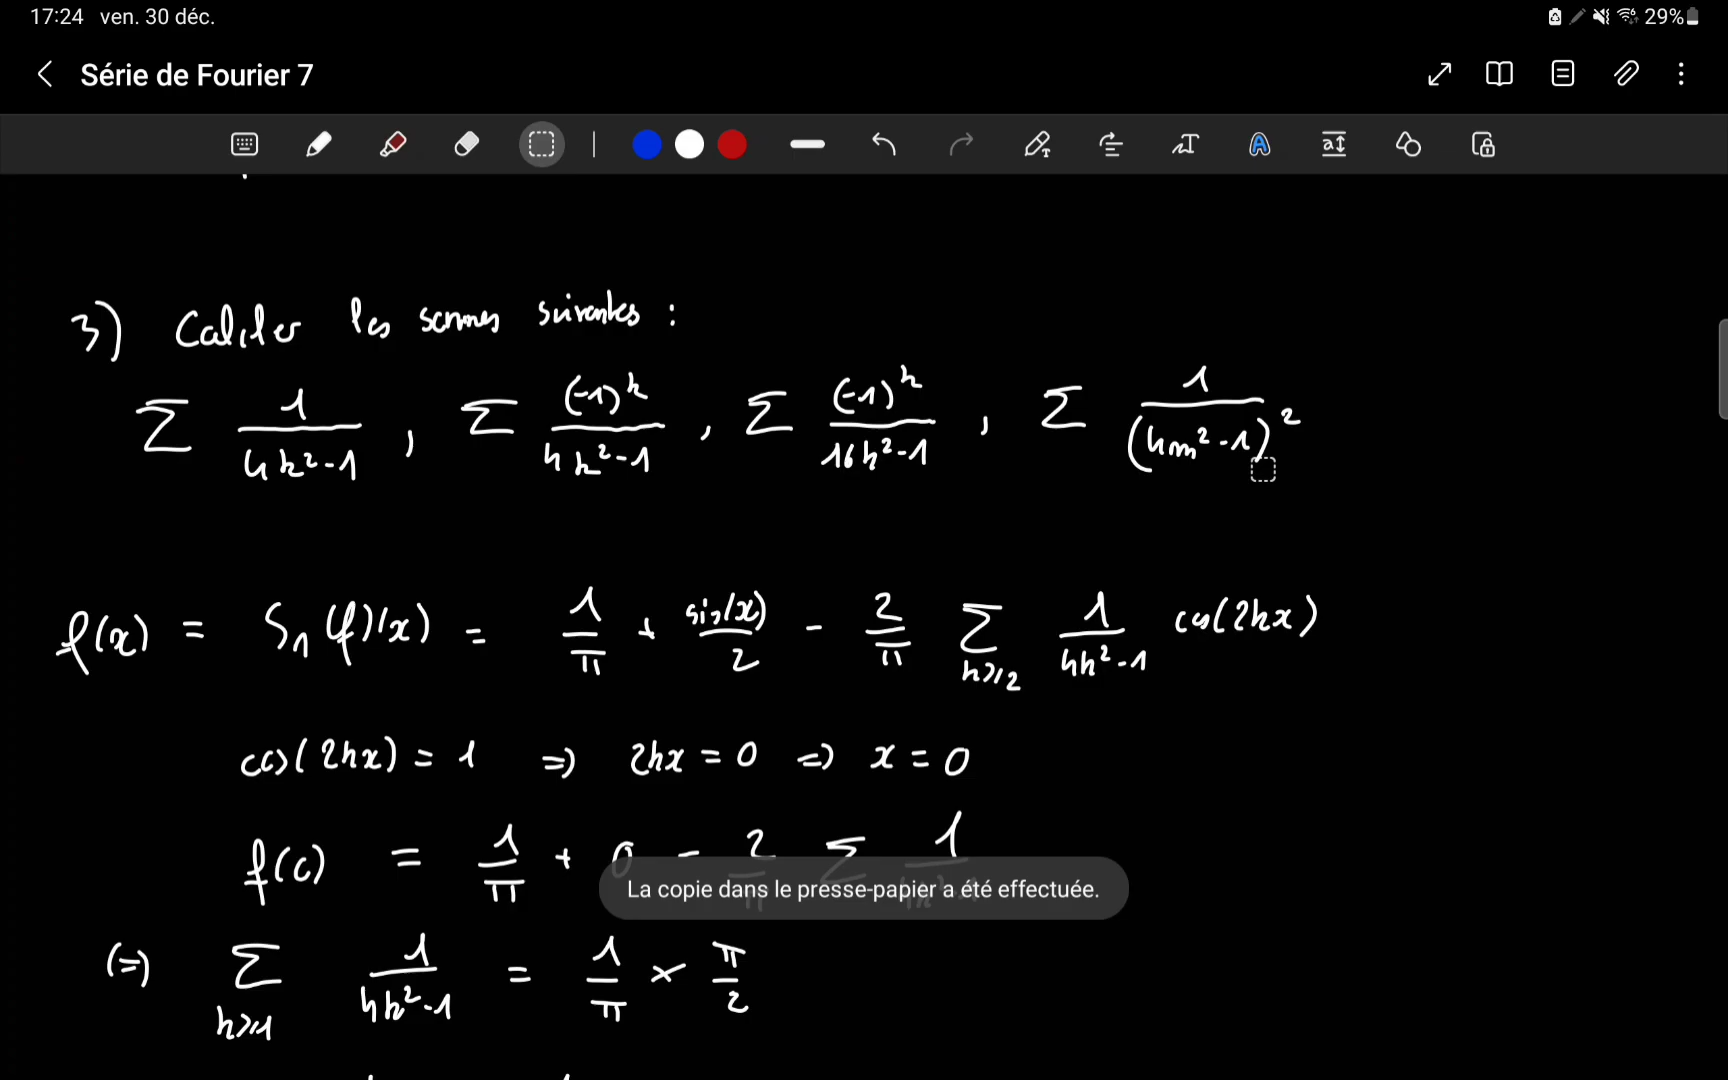 17:24 ven. 30 déc. 29%
Série de Fourier 7
3) Calculer les sommes suivantes :
∑ 1/(4k²-1) , ∑ (-1)^k/(4k²-1) , ∑ (-1)^k/(16k²-1) , ∑ 1/(4m²-1)²
f(x) = S₁(f)(x) = 1/π + sin(x)/2 - 2/π ∑_{k≥2} 1/(4k²-1) cos(2kx)
cos(2kx) = 1 => 2kx = 0 => x = 0
f(0) = 1/π + 0 - 2/π ∑ 1/(4k²-1)
La copie dans le presse-papier a été effectuée.
(=) ∑_{k≥1} 1/(4k²-1) = 1/π × π/2